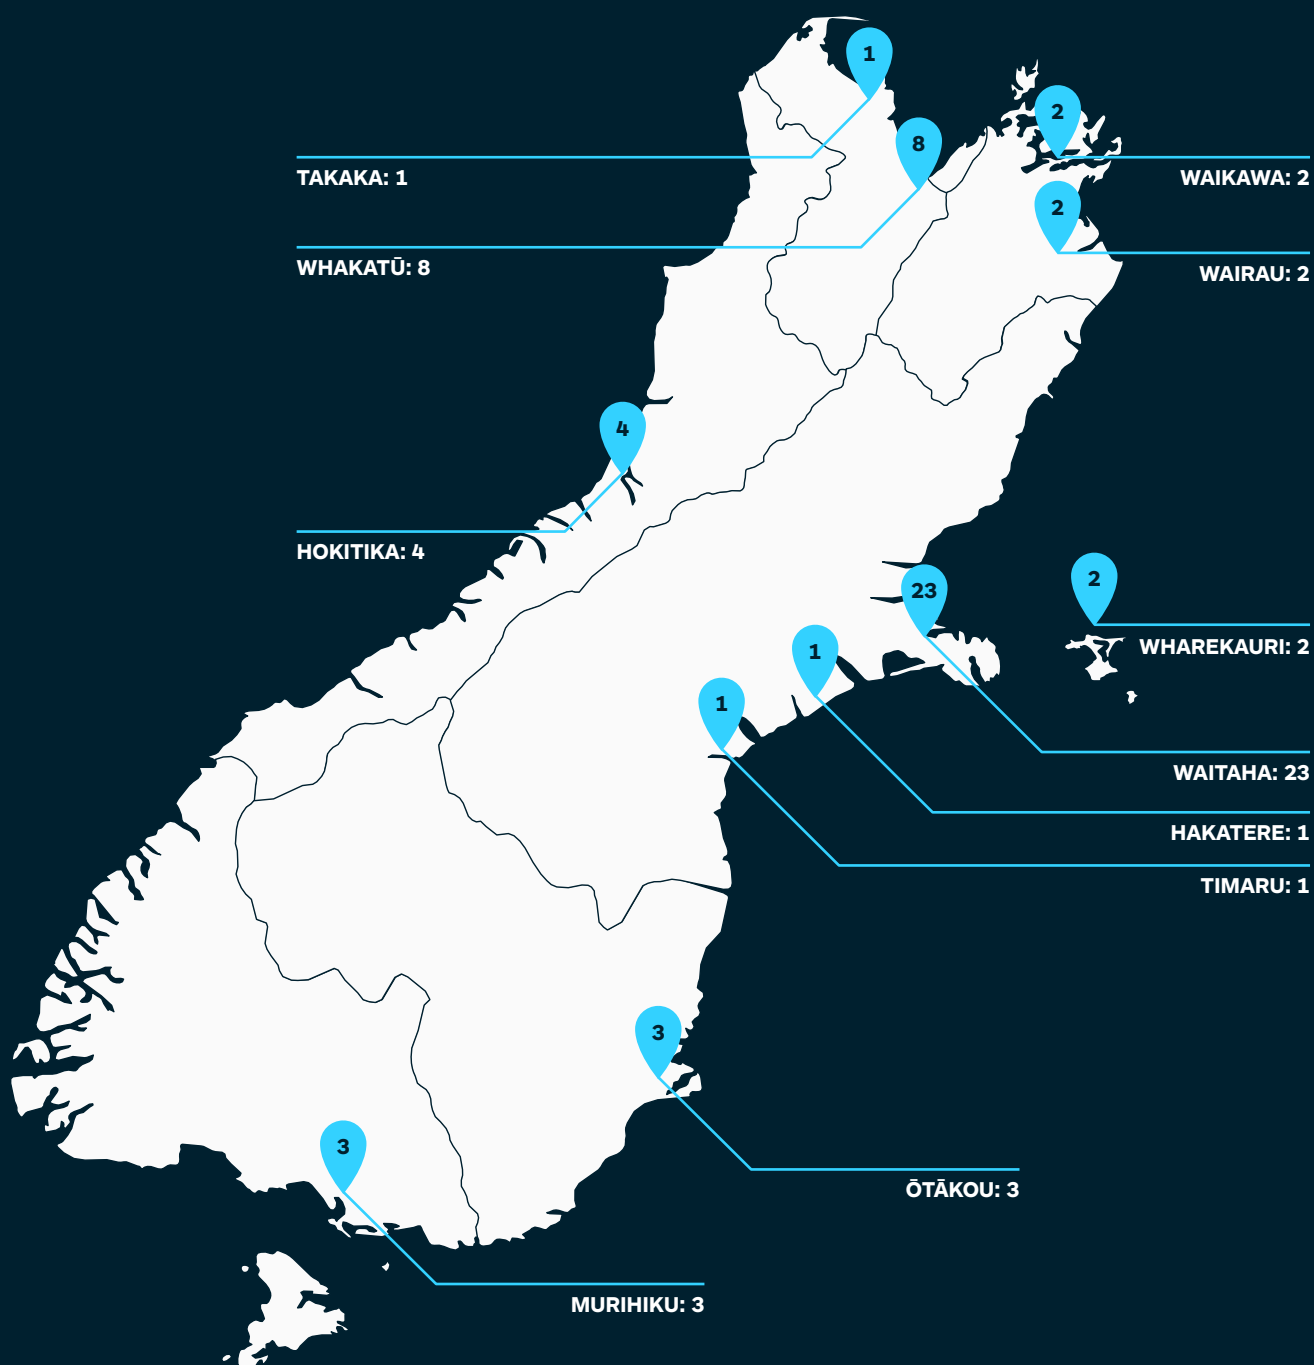 1
2
8
TAKAKA: 1
WAIKAWA: 2
2
WHAKATŪ: 8
WAIRAU: 2
4
HOKITIKA: 4
2
23
WHAREKAURI: 2
1
1
WAITAHA: 23
HAKATERE: 1
TIMARU: 1
3
3
ŌTĀKOU: 3
MURIHIKU: 3